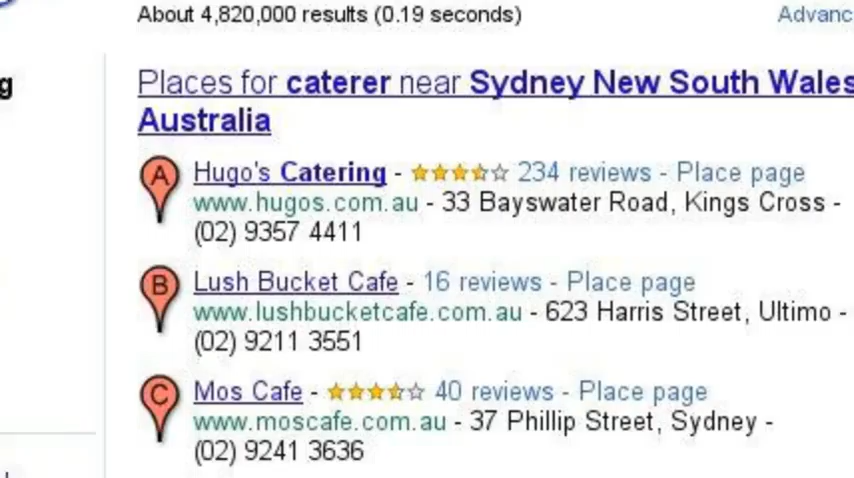 About 4,820,000 results (0.19 seconds) Advanc
g
Places for caterer near Sydney New South Wales
Australia
A Hugo's Catering - 234 reviews - Place page
www.hugos.com.au - 33 Bayswater Road, Kings Cross -
(02) 9357 4411
B Lush Bucket Cafe - 16 reviews - Place page
www.lushbucketcafe.com.au - 623 Harris Street, Ultimo -
(02) 9211 3551
C Mos Cafe - 40 reviews - Place page
www.moscafe.com.au - 37 Phillip Street, Sydney -
(02) 9241 3636